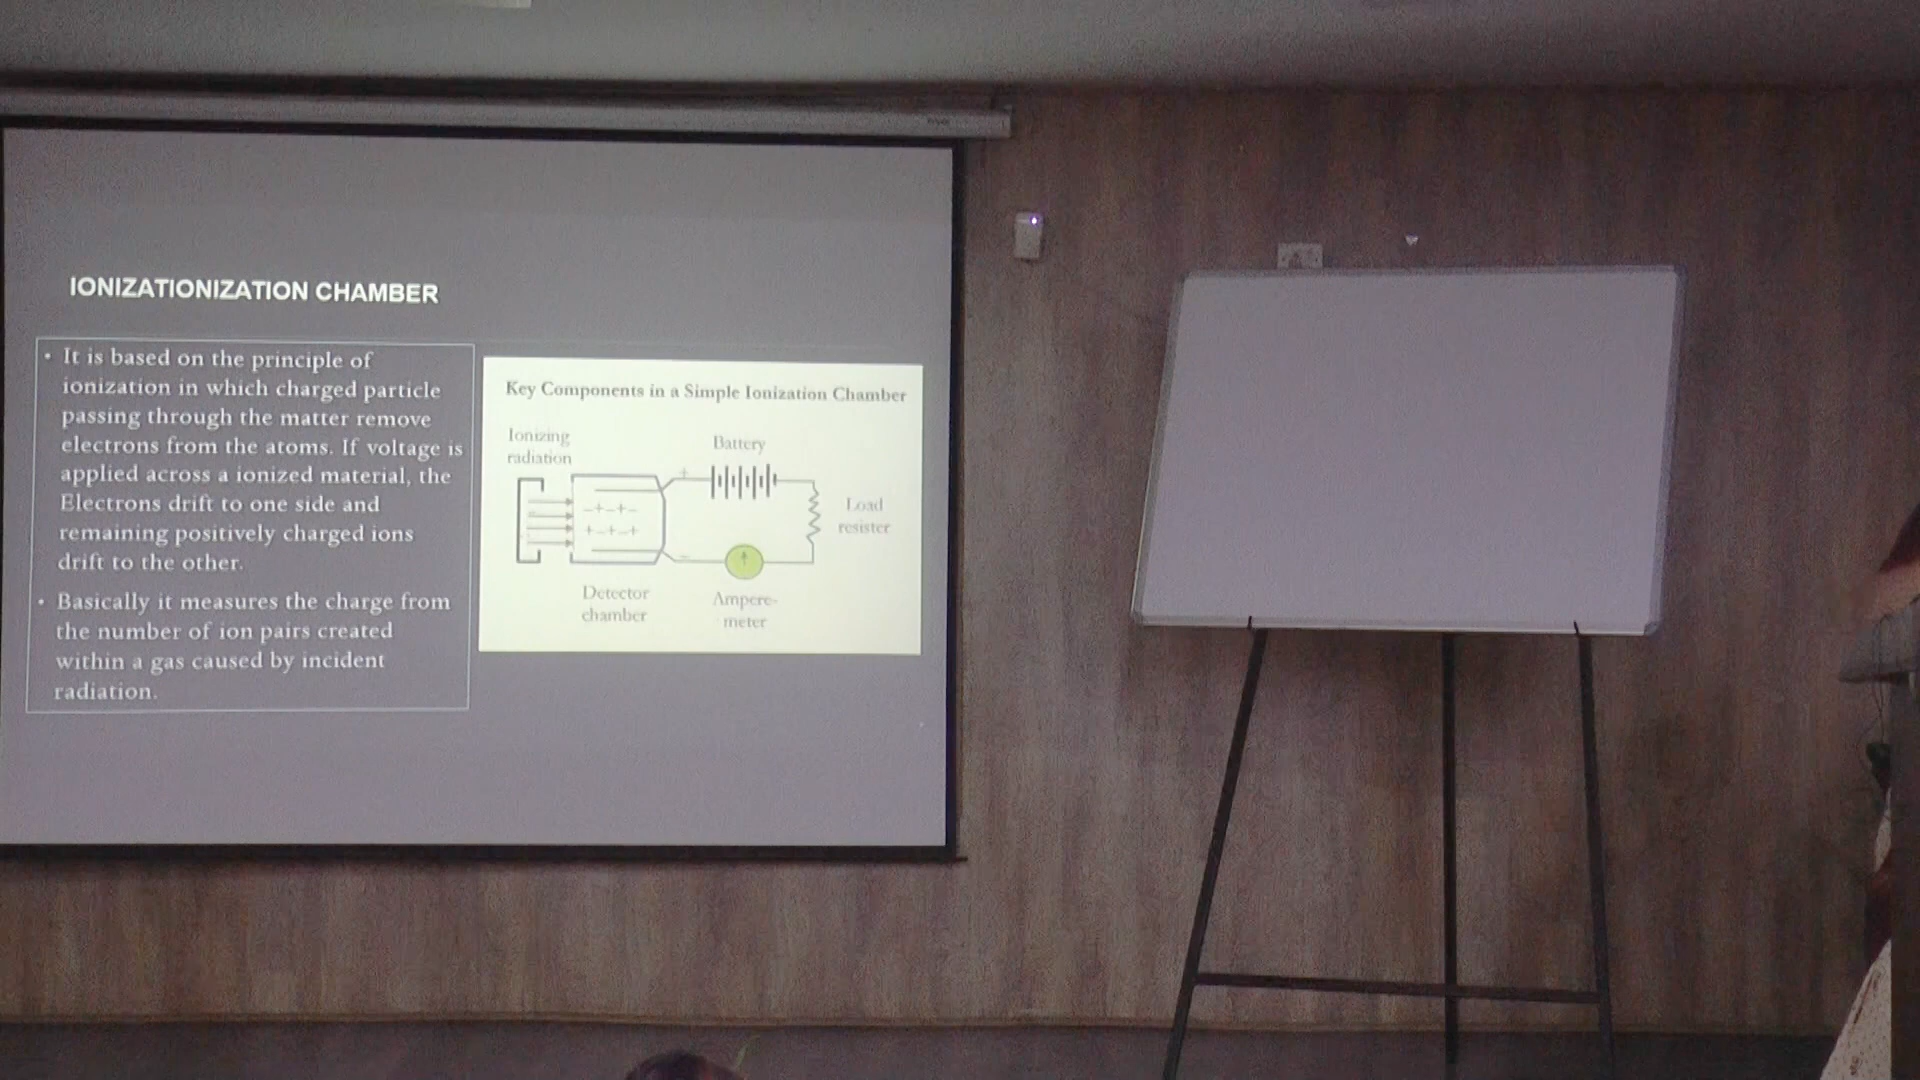 IONIZATIONIZATION CHAMBER
• It is based on the principle of
ionization in which charged particle
passing through the matter remove
electrons from the atoms. If voltage is
applied across a ionized material, the
Electrons drift to one side and
remaining positively charged ions
drift to the other.
• Basically it measures the charge from
the number of ion pairs created
within a gas caused by incident
radiation.
Key Components in a Simple Ionization Chamber
Ionizing
radiation
Battery
+
Load
resister
–+–+–
+–+–+
–
Detector
chamber
Ampere-
meter